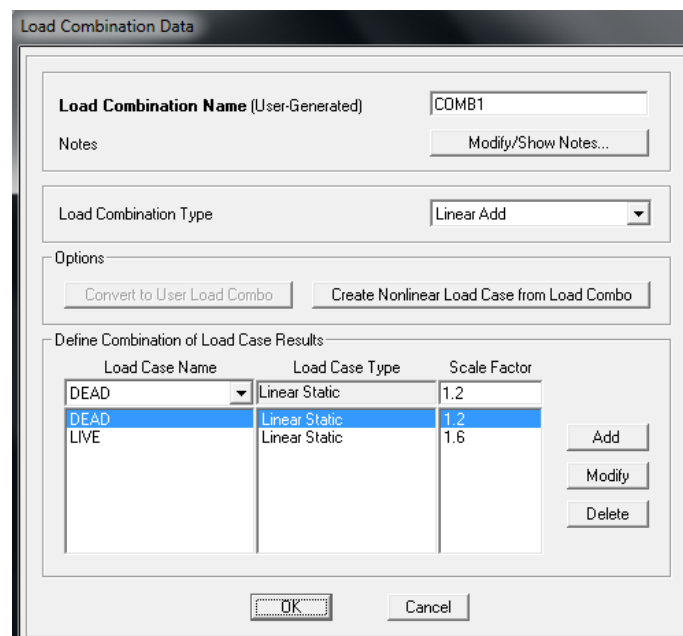 Load Combination Data
Load Combination Name (User-Generated) COMB1
Notes Modify/Show Notes...
Load Combination Type Linear Add
Options
Convert to User Load Combo Create Nonlinear Load Case from Load Combo
Define Combination of Load Case Results
Load Case Name Load Case Type Scale Factor
DEAD Linear Static 1.2
DEAD Linear Static 1.2
LIVE Linear Static 1.6
Add
Modify
Delete
OK Cancel